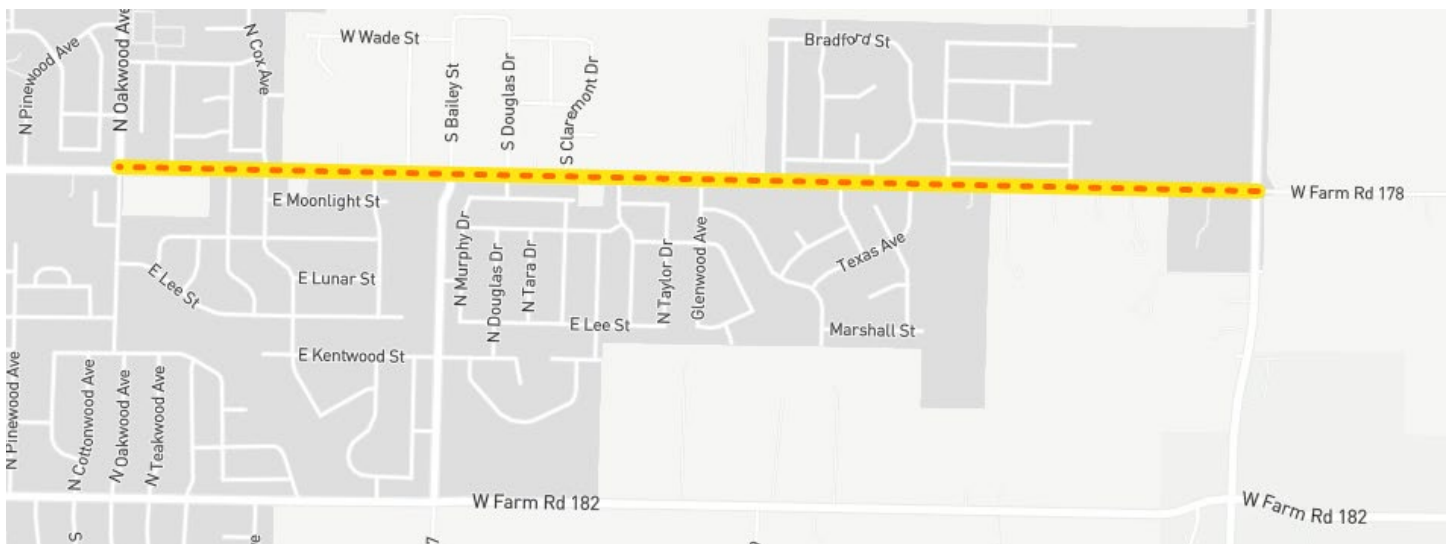 N Pinewood Ave
N Oakwood Ave
N Cox Ave
W Wade St
S Bailey St
S Douglas Dr
S Claremont Dr
Bradford St
W Farm Rd 178
E Moonlight St
E Lee St
E Lunar St
N Murphy Dr
N Douglas Dr
N Tara Dr
E Lee St
N Taylor Dr
Glenwood Ave
Texas Ave
Marshall St
E Kentwood St
N Pinewood Ave
N Cottonwood Ave
N Oakwood Ave
N Teakwood Ave
W Farm Rd 182
W Farm Rd 182
S